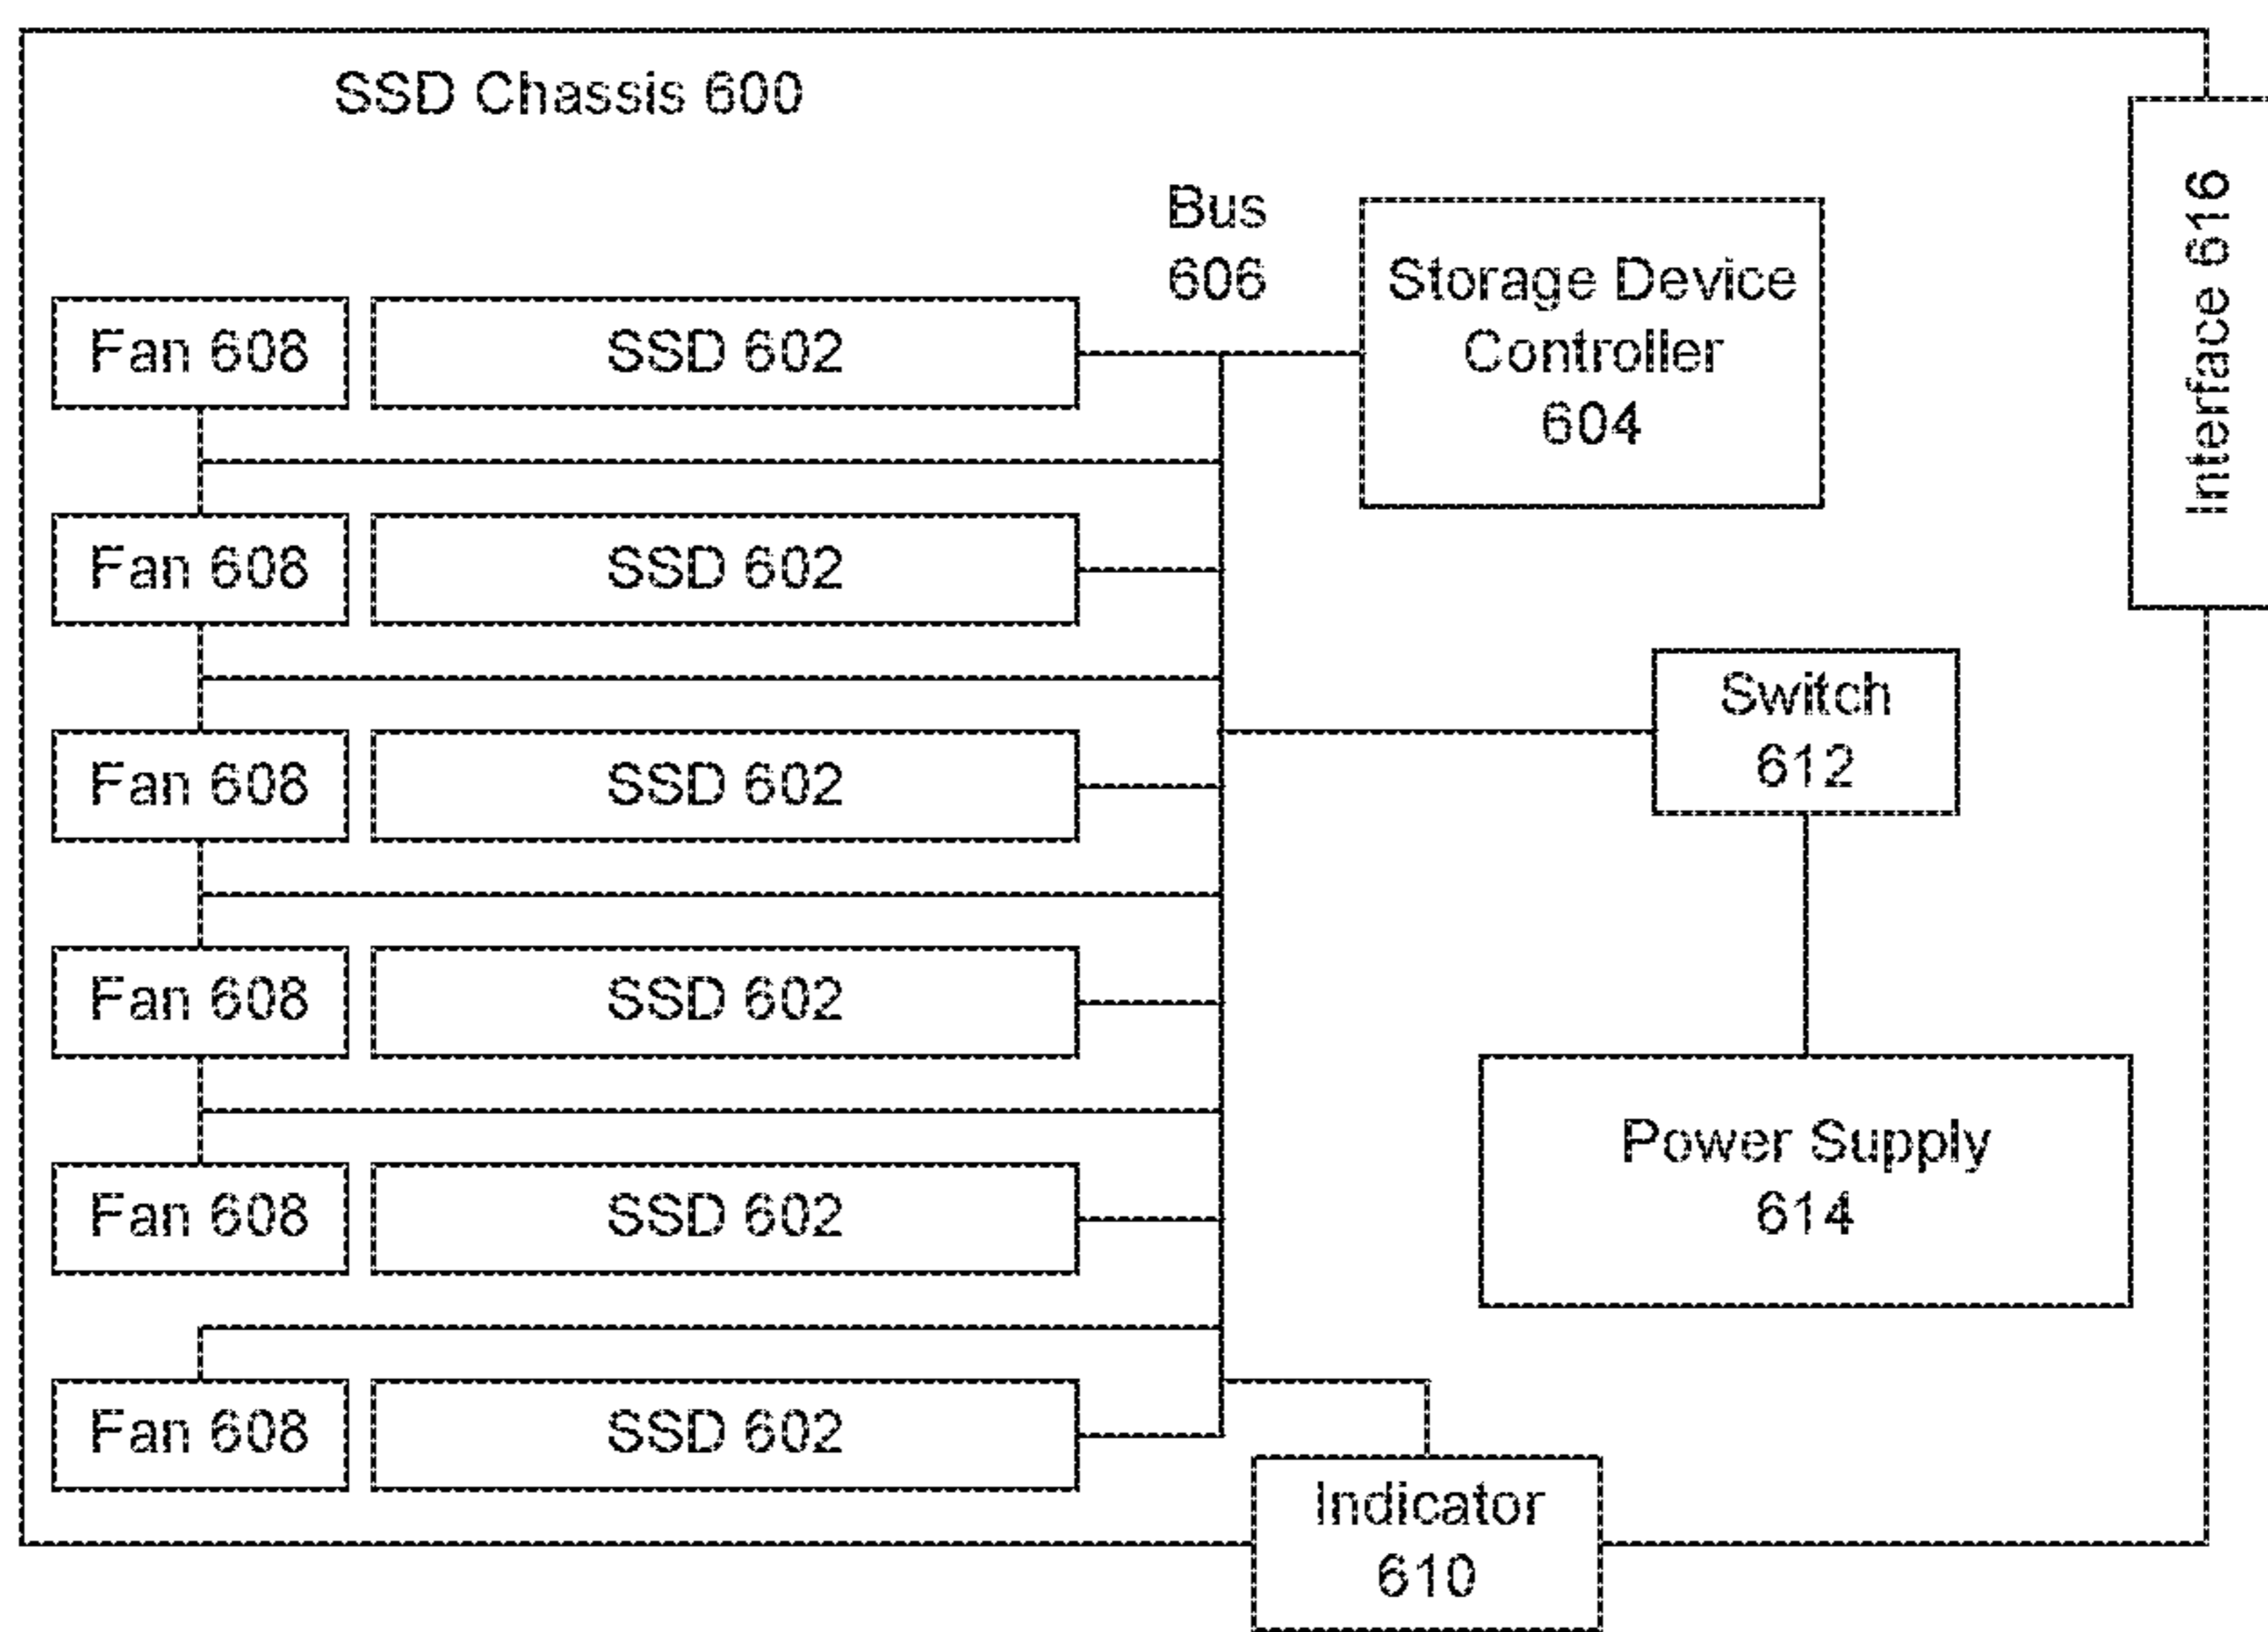 SSD Chassis 600
Bus
606
Storage Device
Controller
604
Interface 616
Fan 608
SSD 602
Fan 608
SSD 602
Switch
612
Fan 608
SSD 602
Fan 608
SSD 602
Power Supply
614
Fan 608
SSD 602
Fan 608
SSD 602
Indicator
610